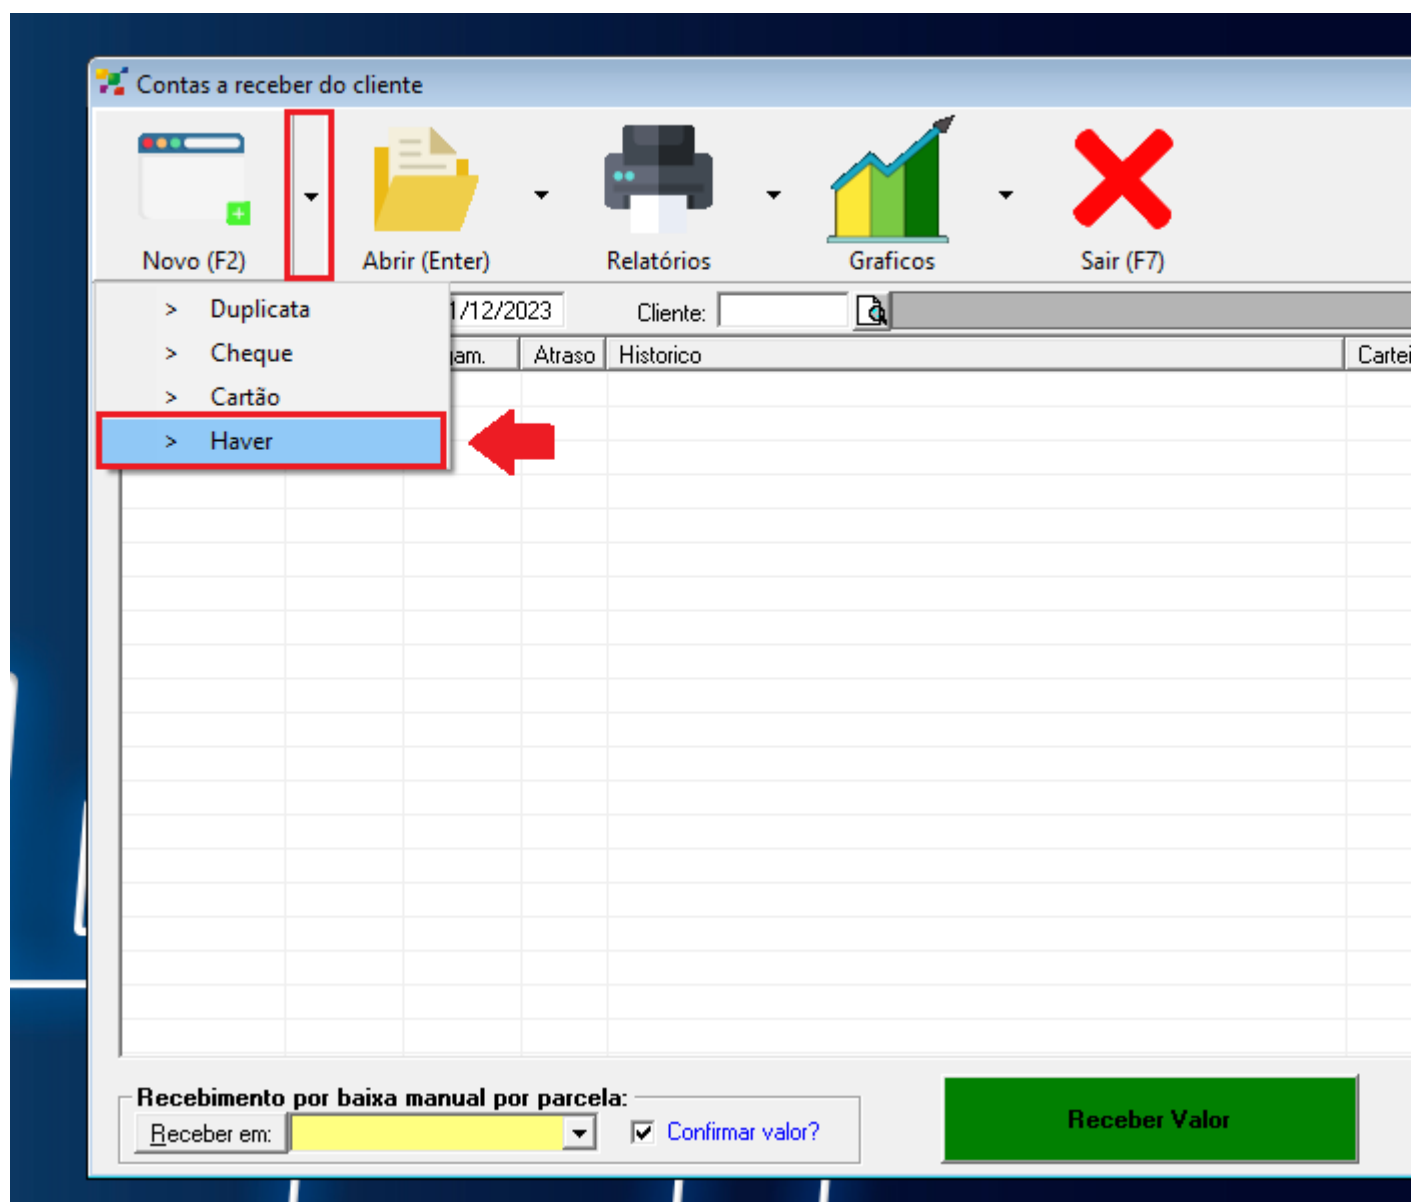 Contas a receber do cliente
Novo (F2) Abrir (Enter) Relatórios Graficos Sair (F7)
> Duplicata
1/12/2023 Cliente:
> Cheque
Atraso Historico
> Cartão
> Haver
Recebimento por baixa manual por parcela:
Receber em: Confirmar valor?
Receber Valor